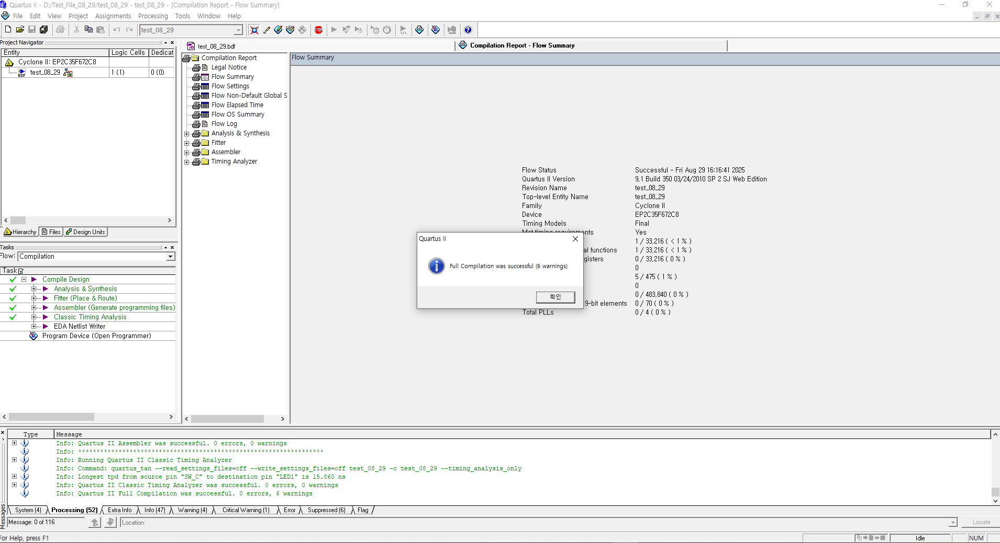 Quartus II - D:/Test_File_08_29/test_08_29 - test_08_29 - [Compilation Report - Flow Summary]
File Edit View Project Assignments Processing Tools Window Help
test_08_29
Project Navigator
Entity Logic Cells Dedicat
Cyclone II: EP2C35F672C8
test_08_29 1 (1) 0 (0)
Hierarchy Files Design Units
Tasks
Flow: Compilation
Task
Compile Design
Analysis & Synthesis
Fitter (Place & Route)
Assembler (Generate programming files)
Classic Timing Analysis
EDA Netlist Writer
Program Device (Open Programmer)
test_08_29.bdf
Compilation Report - Flow Summary
Compilation Report
Legal Notice
Flow Summary
Flow Settings
Flow Non-Default Global S
Flow Elapsed Time
Flow OS Summary
Flow Log
Analysis & Synthesis
Fitter
Assembler
Timing Analyzer
Flow Summary
Flow Status Successful - Fri Aug 29 16:16:41 2025
Quartus II Version 9.1 Build 350 03/24/2010 SP 2 SJ Web Edition
Revision Name test_08_29
Top-level Entity Name test_08_29
Family Cyclone II
Device EP2C35F672C8
Timing Models Final
Met timing requirements Yes
1 / 33,216 ( < 1 % )
al functions 1 / 33,216 ( < 1 % )
gisters 0 / 33,216 ( 0 % )
0
5 / 475 ( 1 % )
0
0 / 483,840 ( 0 % )
9-bit elements 0 / 70 ( 0 % )
Total PLLs 0 / 4 ( 0 % )
Quartus II
Full Compilation was successful (6 warnings)
확인
Type Message
Info: Quartus II Assembler was successful. 0 errors, 0 warnings
Info: *******************************************************************
Info: Running Quartus II Classic Timing Analyzer
Info: Command: quartus_tan --read_settings_files=off --write_settings_files=off test_08_29 -c test_08_29 --timing_analysis_only
Info: Longest tpd from source pin "SW_C" to destination pin "LED1" is 15.860 ns
Info: Quartus II Classic Timing Analyzer was successful. 0 errors, 0 warnings
Info: Quartus II Full Compilation was successful. 0 errors, 6 warnings
System (4) Processing (52) Extra Info Info (47) Warning (4) Critical Warning (1) Error Suppressed (6) Flag
Messages
Message: 0 of 116 Location: Locate
For Help, press F1 Idle NUM